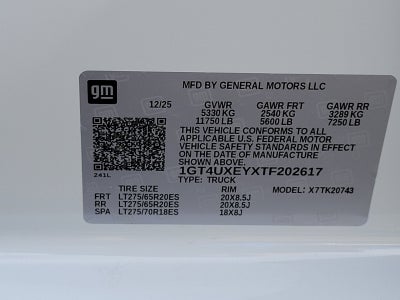 gm
MFD BY GENERAL MOTORS LLC
12/25 GVWR GAWR FRT GAWR RR
5330 KG 2540 KG 3289 KG
11750 LB 5600 LB 7250 LB
THIS VEHICLE CONFORMS TO ALL
APPLICABLE U.S. FEDERAL MOTOR
VEHICLE SAFETY STANDARDS IN EFFECT
ON THE DATE OF MANUFACTURE
SHOWN ABOVE.
1GT4UXEYXTF202617
241L TYPE: TRUCK
TIRE SIZE RIM MODEL: X7TK20743
FRT LT275/65R20ES 20X8.5J
RR LT275/65R20ES 20X8.5J
SPA LT275/70R18ES 18X8J